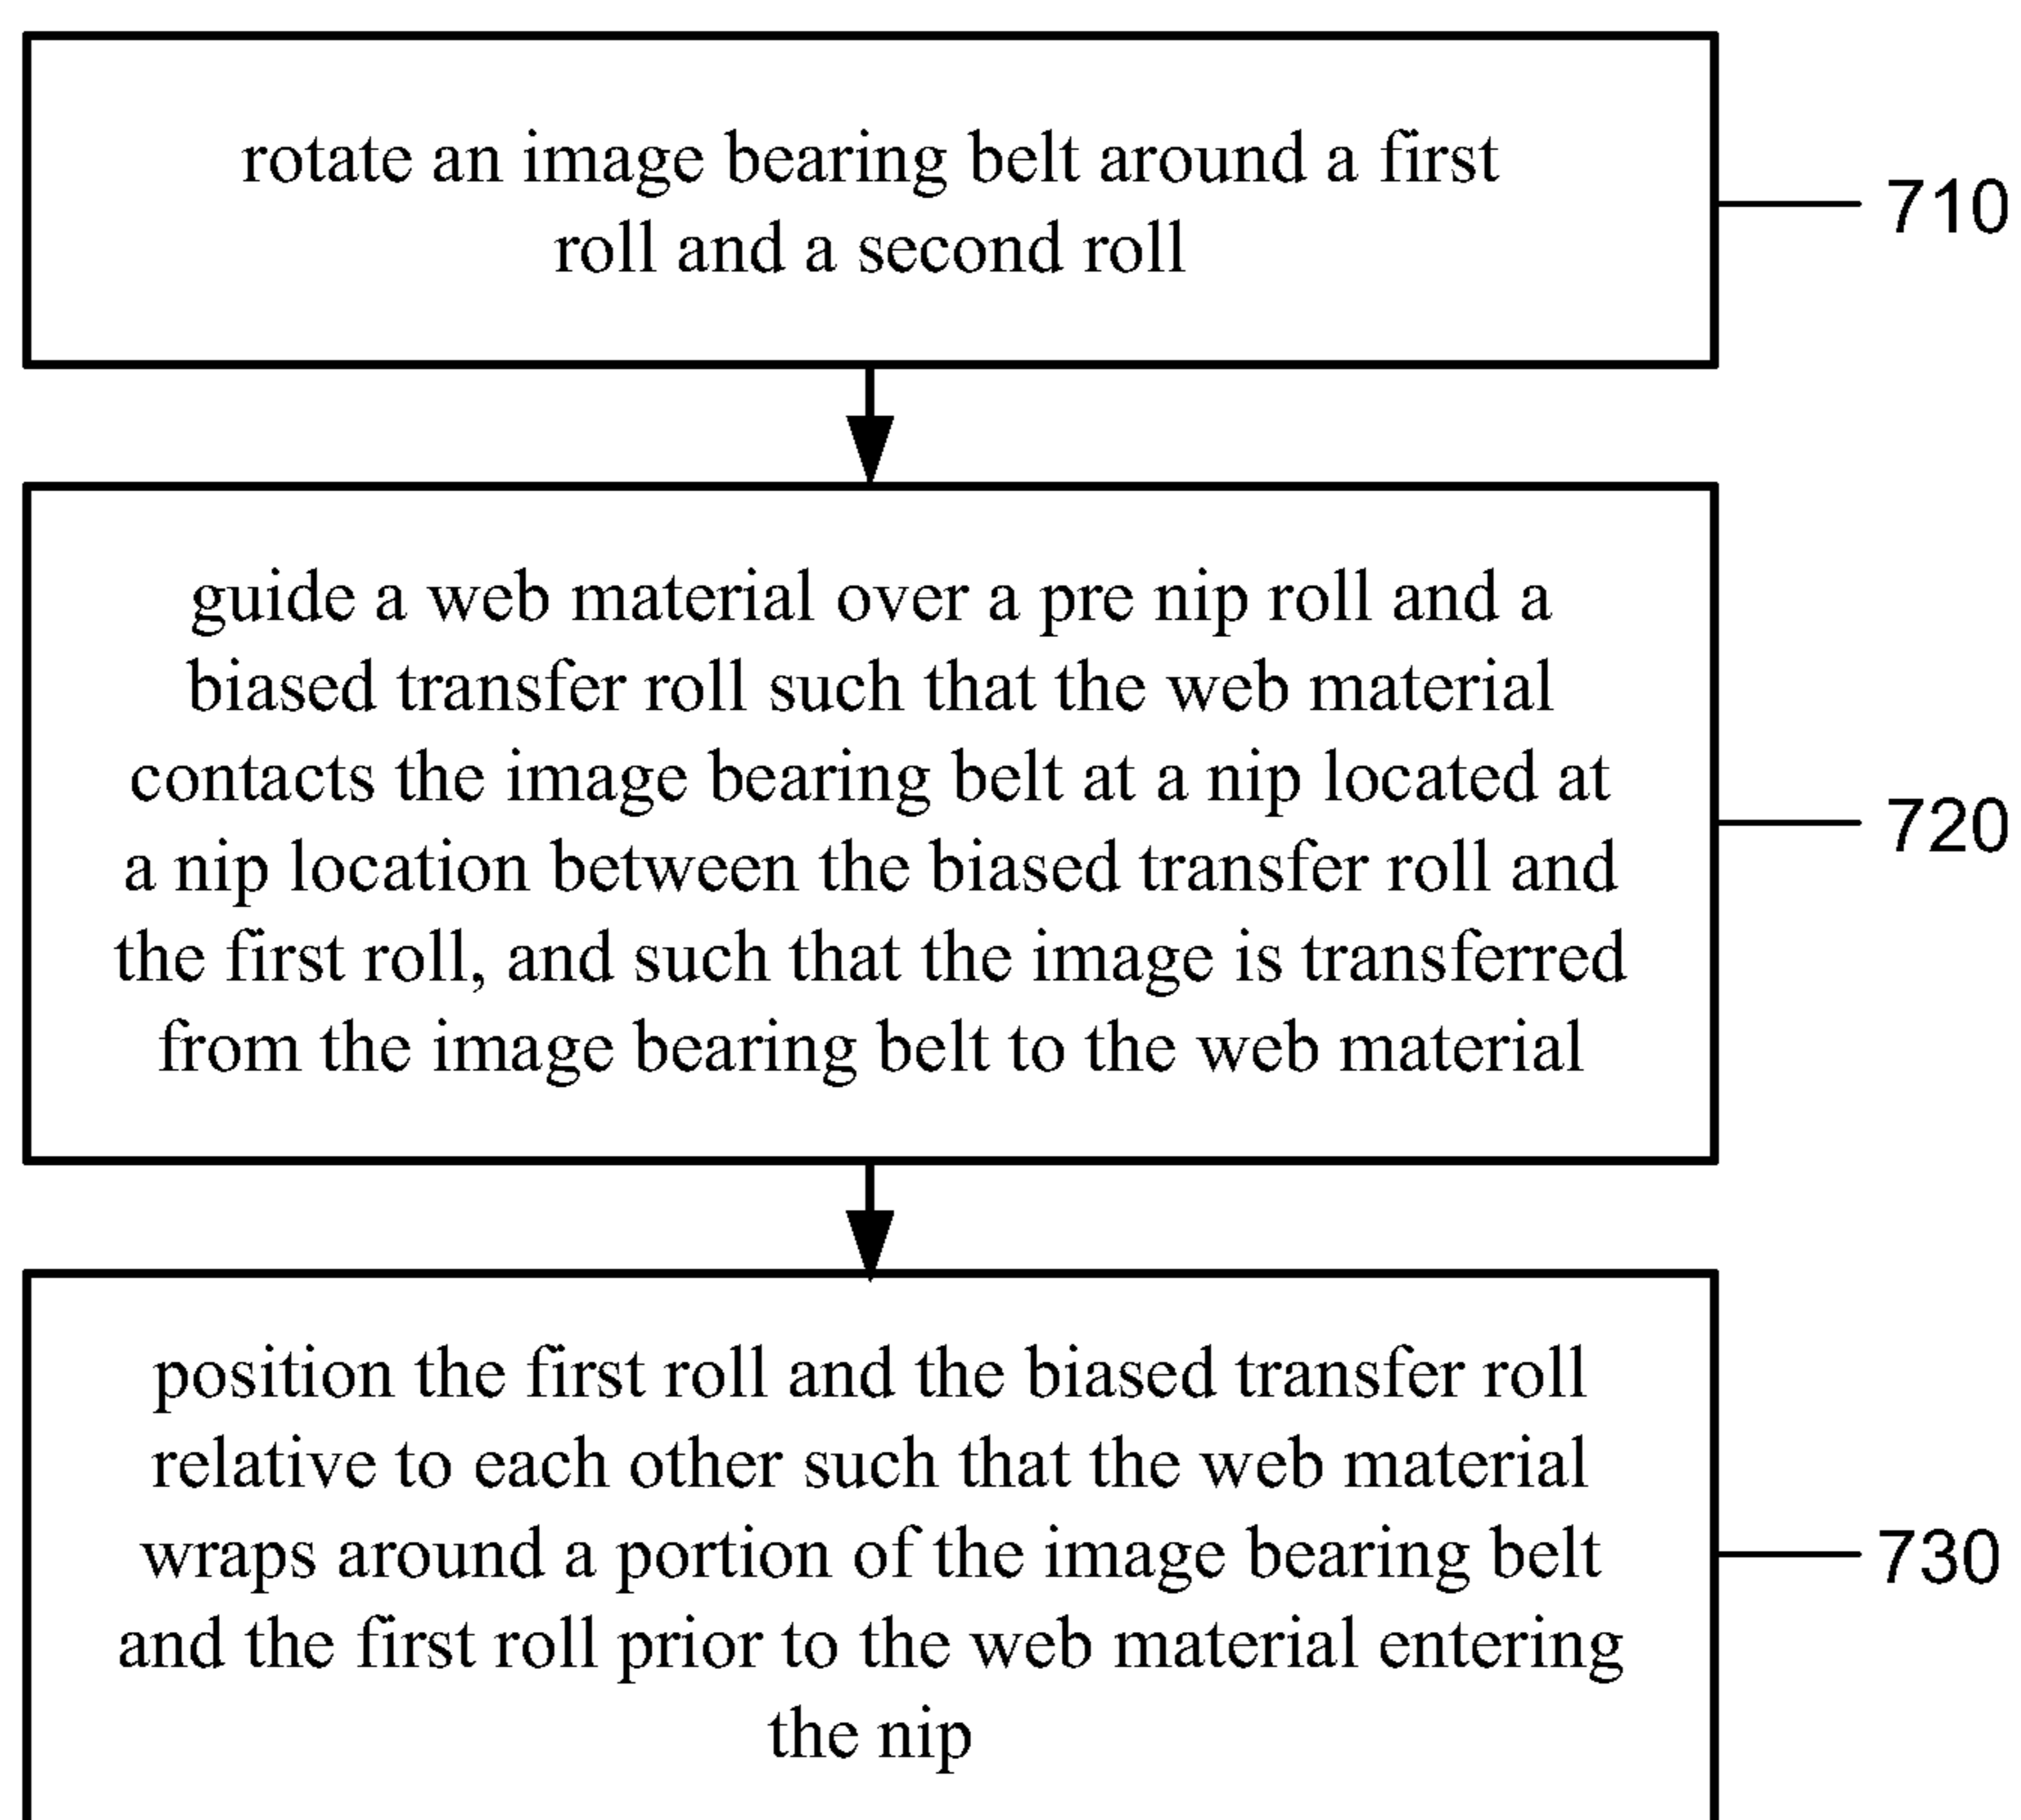 rotate an image bearing belt around a first
roll and a second roll
710
guide a web material over a pre nip roll and a
biased transfer roll such that the web material
contacts the image bearing belt at a nip located at
a nip location between the biased transfer roll and
the first roll, and such that the image is transferred
from the image bearing belt to the web material
720
position the first roll and the biased transfer roll
relative to each other such that the web material
wraps around a portion of the image bearing belt
and the first roll prior to the web material entering
the nip
730